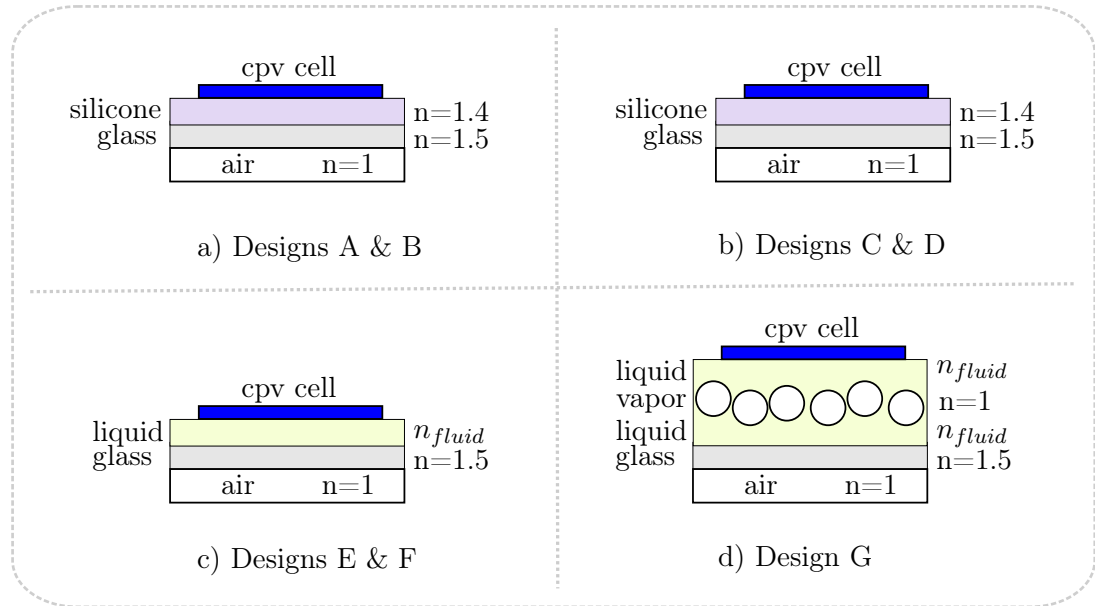 cpv cell
silicone
n=1.4
glass
n=1.5
air n=1
a) Designs A & B
cpv cell
silicone
n=1.4
glass
n=1.5
air n=1
b) Designs C & D
cpv cell
liquid
n_fluid
glass
n=1.5
air n=1
c) Designs E & F
cpv cell
liquid
n_fluid
vapor
n=1
liquid
n_fluid
glass
n=1.5
air n=1
d) Design G